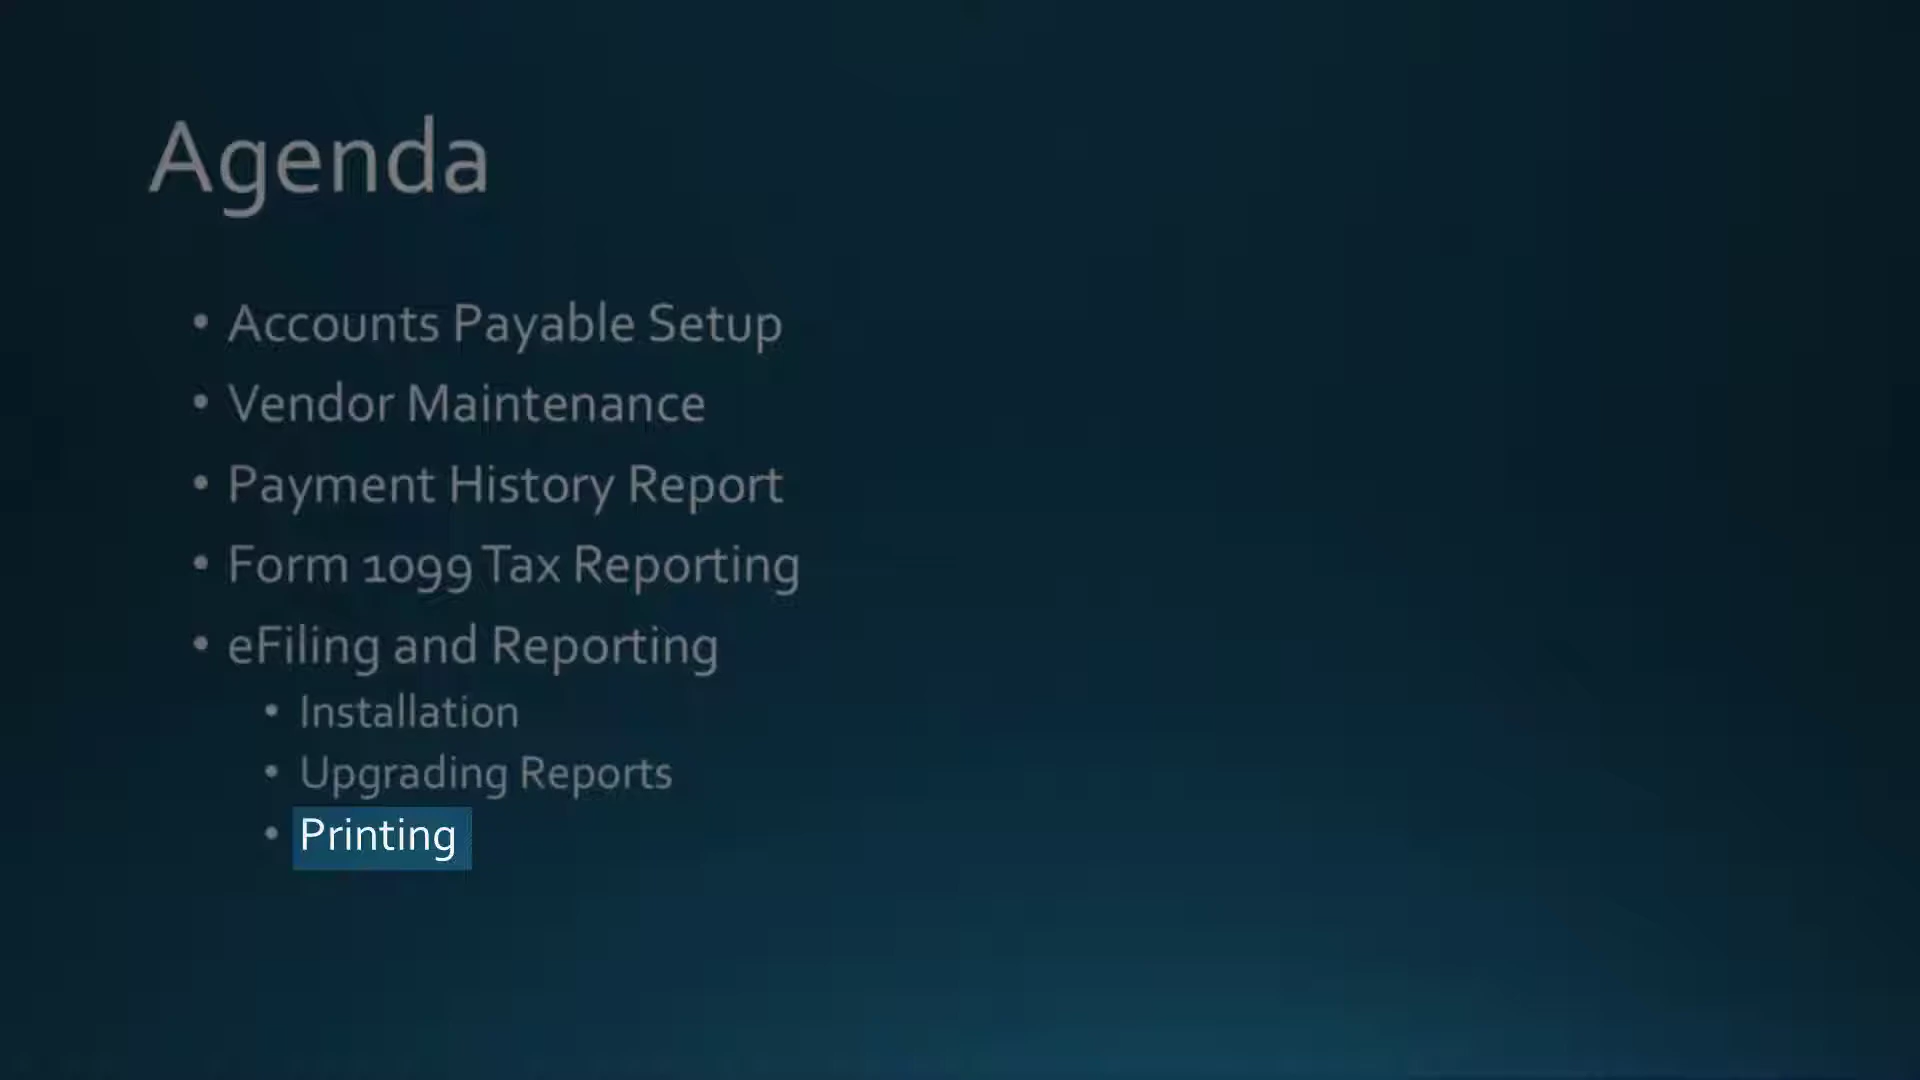 Agenda
• Accounts Payable Setup
• Vendor Maintenance
• Payment History Report
• Form 1099 Tax Reporting
• eFiling and Reporting
• Installation
• Upgrading Reports
• Printing